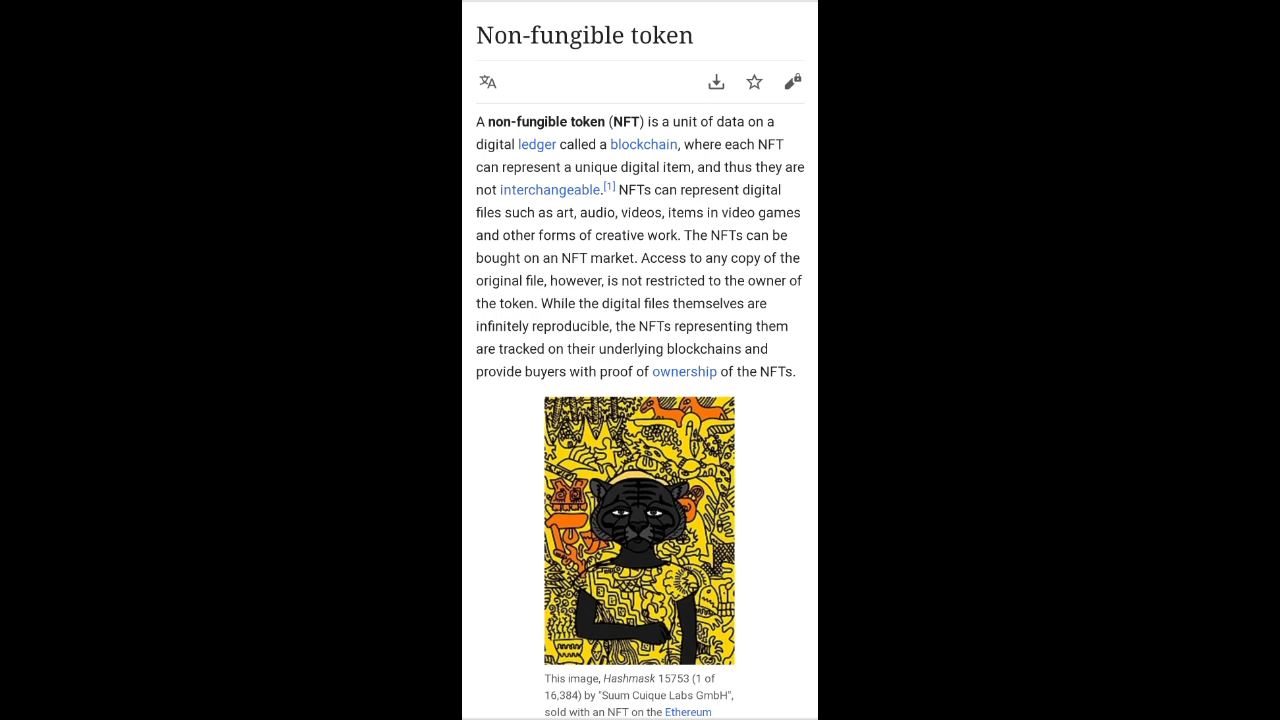 Non-fungible token
A non-fungible token (NFT) is a unit of data on a
digital ledger called a blockchain, where each NFT
can represent a unique digital item, and thus they are
not interchangeable.[1] NFTs can represent digital
files such as art, audio, videos, items in video games
and other forms of creative work. The NFTs can be
bought on an NFT market. Access to any copy of the
original file, however, is not restricted to the owner of
the token. While the digital files themselves are
infinitely reproducible, the NFTs representing them
are tracked on their underlying blockchains and
provide buyers with proof of ownership of the NFTs.
This image, Hashmask 15753 (1 of
16,384) by "Suum Cuique Labs GmbH",
sold with an NFT on the Ethereum